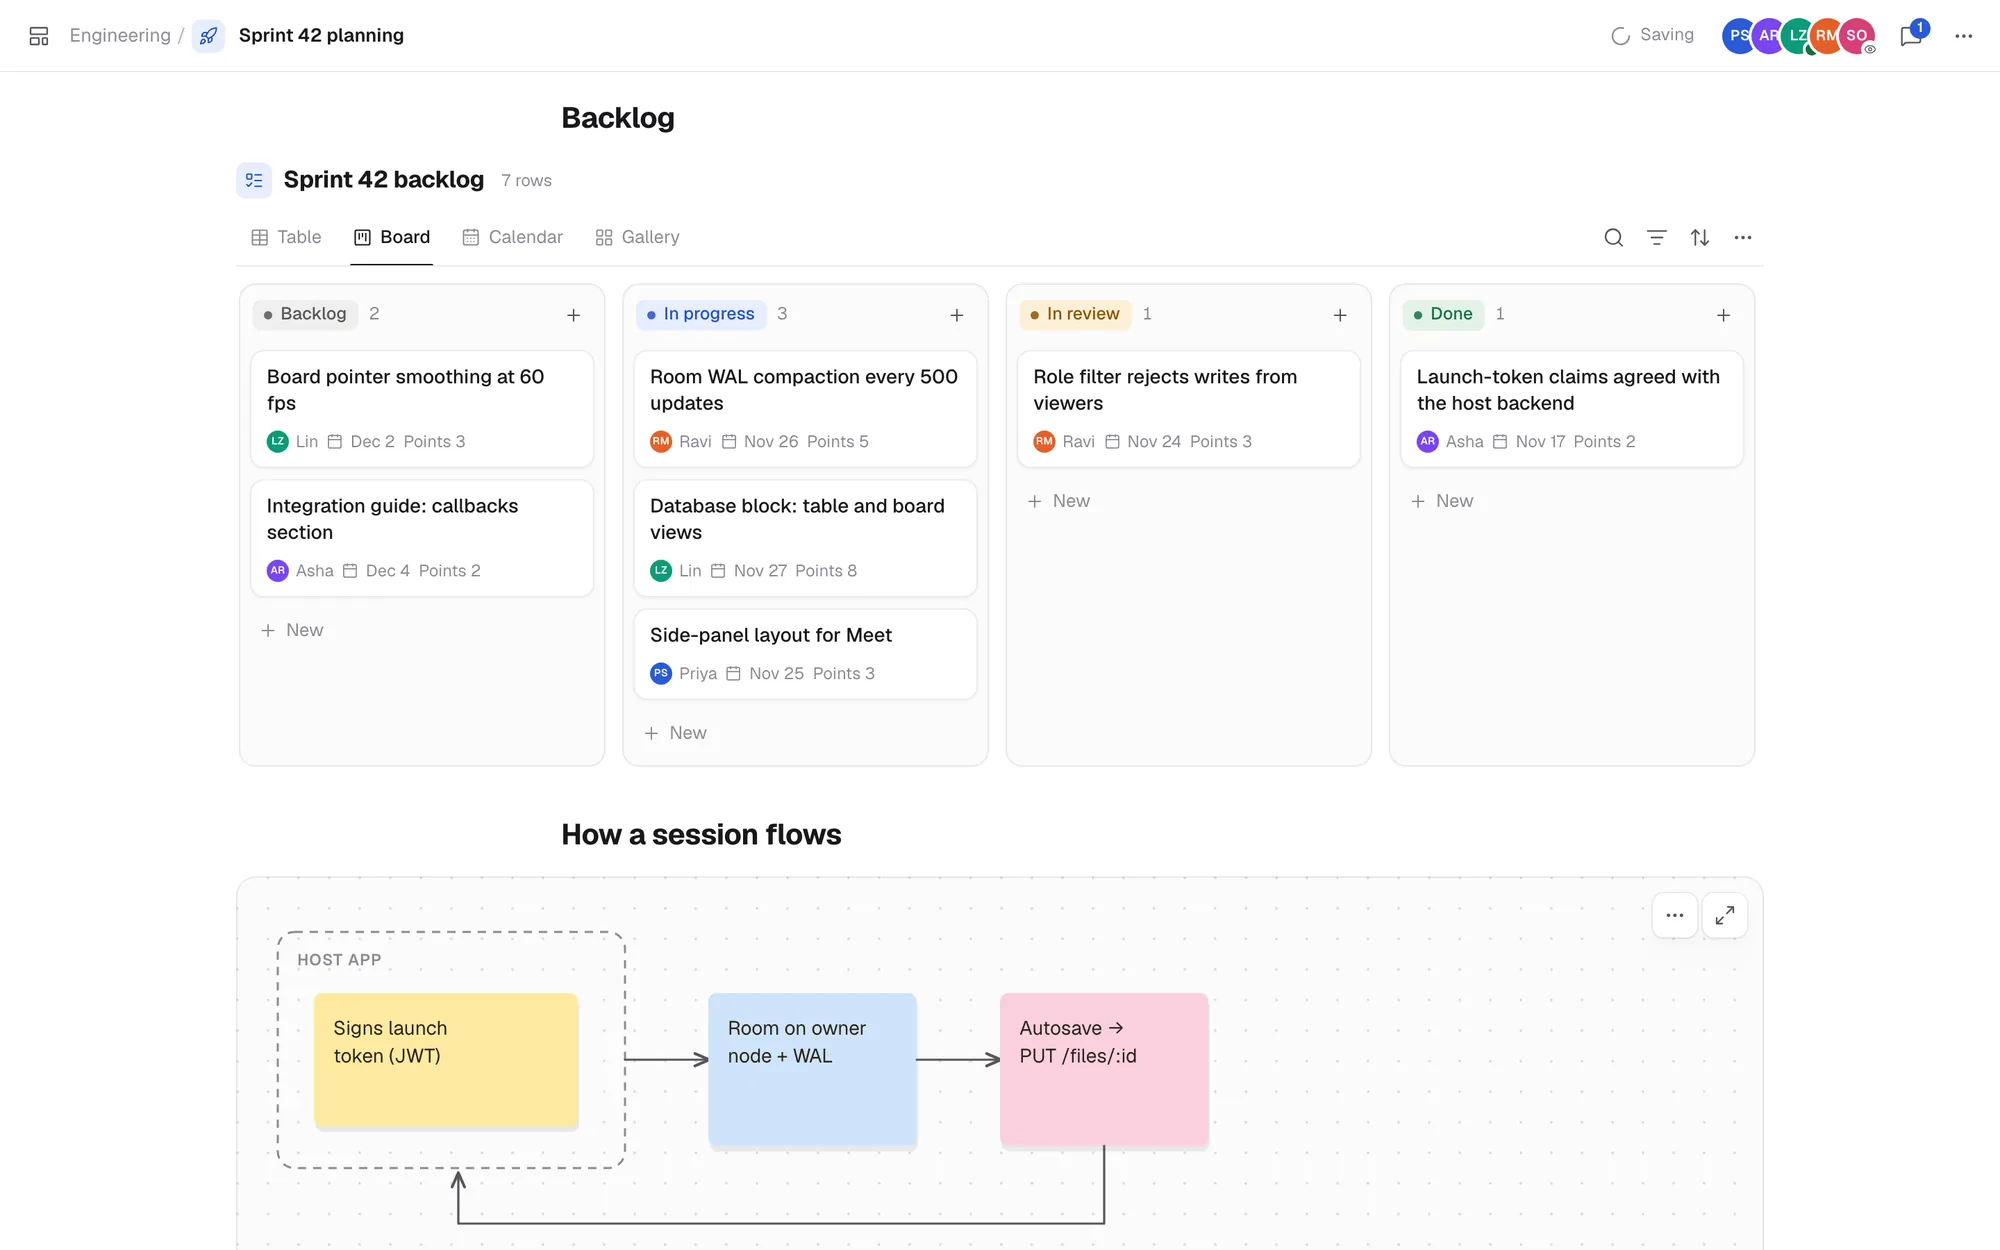 Engineering / Sprint 42 planning
Saving
PS AR LZ RM SO
1
Backlog
Sprint 42 backlog 7 rows
Table Board Calendar Gallery
Backlog 2
Board pointer smoothing at 60
fps
LZ Lin Dec 2 Points 3
Integration guide: callbacks
section
AR Asha Dec 4 Points 2
+ New
In progress 3
Room WAL compaction every 500
updates
RM Ravi Nov 26 Points 5
Database block: table and board
views
LZ Lin Nov 27 Points 8
Side-panel layout for Meet
PS Priya Nov 25 Points 3
+ New
In review 1
Role filter rejects writes from
viewers
RM Ravi Nov 24 Points 3
+ New
Done 1
Launch-token claims agreed with
the host backend
AR Asha Nov 17 Points 2
+ New
How a session flows
HOST APP
Signs launch
token (JWT)
Room on owner
node + WAL
Autosave →
PUT /files/:id